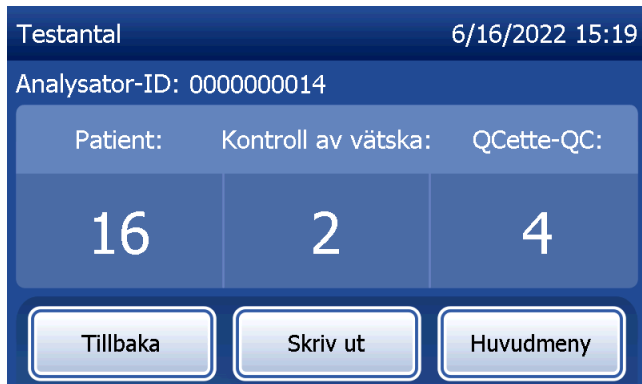 Testantal 6/16/2022 15:19
Analysator-ID: 0000000014
Patient: Kontroll av vätska: QCette-QC:
16 2 4
Tillbaka Skriv ut Huvudmeny